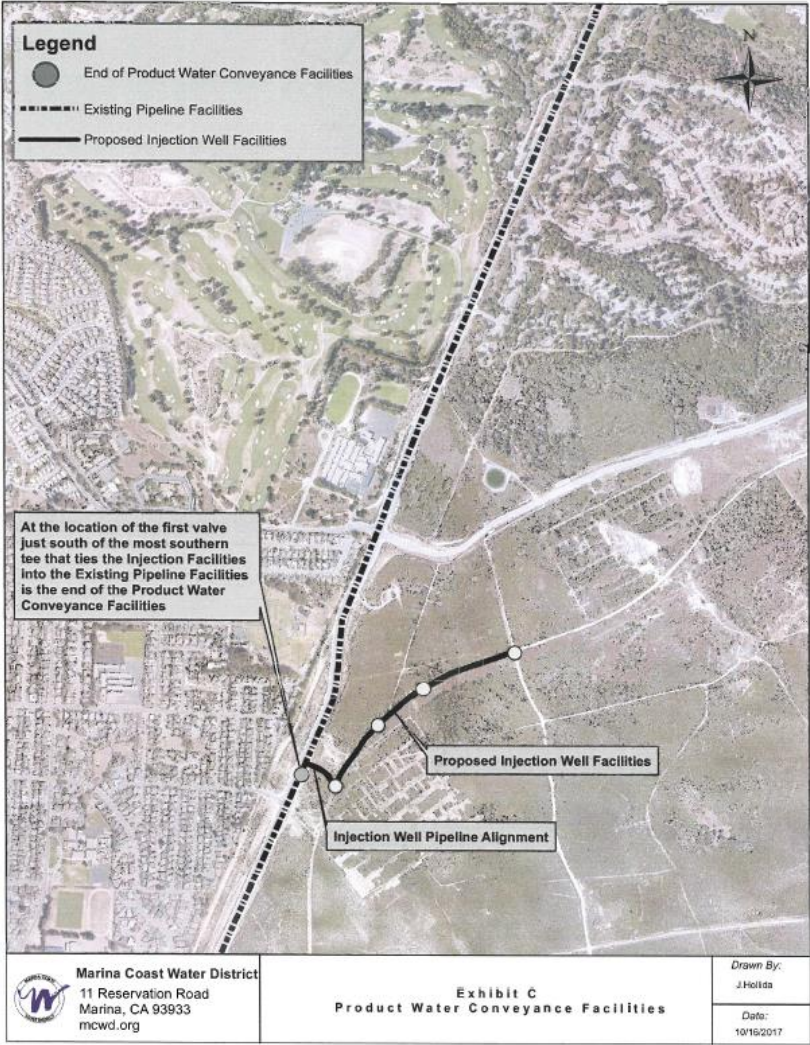 Legend
End of Product Water Conveyance Facilities
Existing Pipeline Facilities
Proposed Injection Well Facilities
N
At the location of the first valve
just south of the most southern
tee that ties the Injection Facilities
into the Existing Pipeline Facilities
is the end of the Product Water
Conveyance Facilities
Proposed Injection Well Facilities
Injection Well Pipeline Alignment
Marina Coast Water District
11 Reservation Road
Marina, CA 93933
mcwd.org
Exhibit C
Product Water Conveyance Facilities
Drawn By:
J.Hollida
Date:
10/16/2017